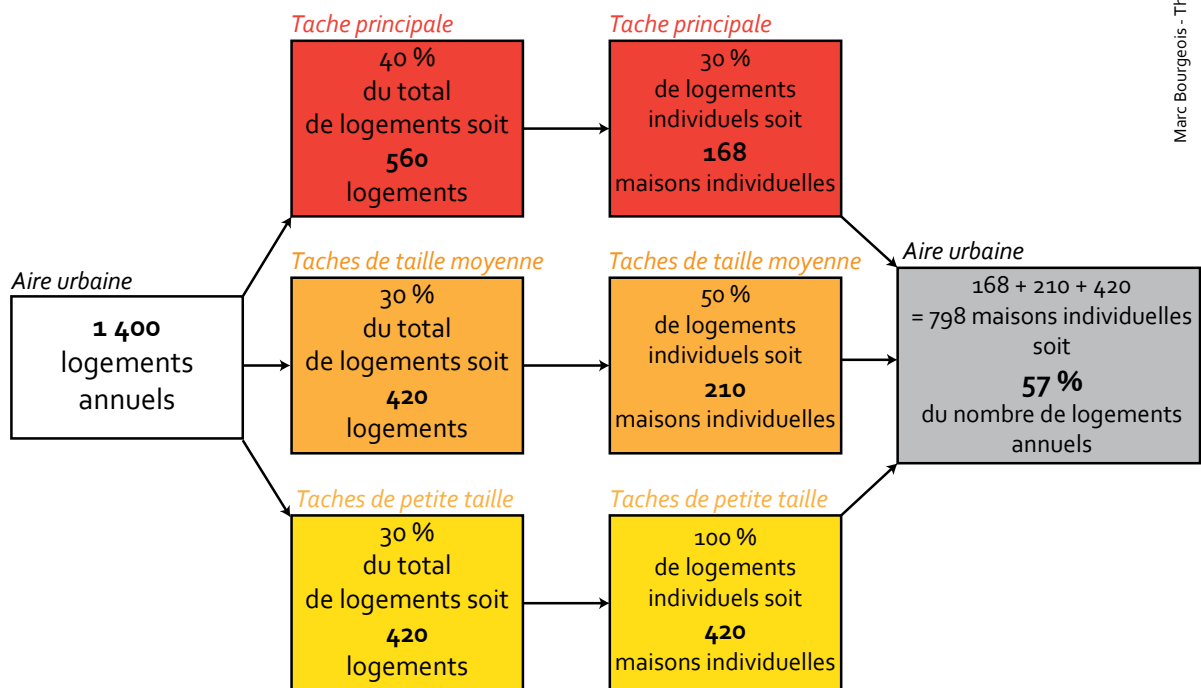 Tache principale
40 %
du total
de logements soit
560
logements
Tache principale
30 %
de logements
individuels soit
168
maisons individuelles
Aire urbaine
1 400
logements
annuels
Taches de taille moyenne
30 %
du total
de logements soit
420
logements
Taches de taille moyenne
50 %
de logements
individuels soit
210
maisons individuelles
Taches de petite taille
30 %
du total
de logements soit
420
logements
Taches de petite taille
100 %
de logements
individuels soit
420
maisons individuelles
Aire urbaine
168 + 210 + 420
= 798 maisons individuelles
soit
57 %
du nombre de logements
annuels
Marc Bourgeois -